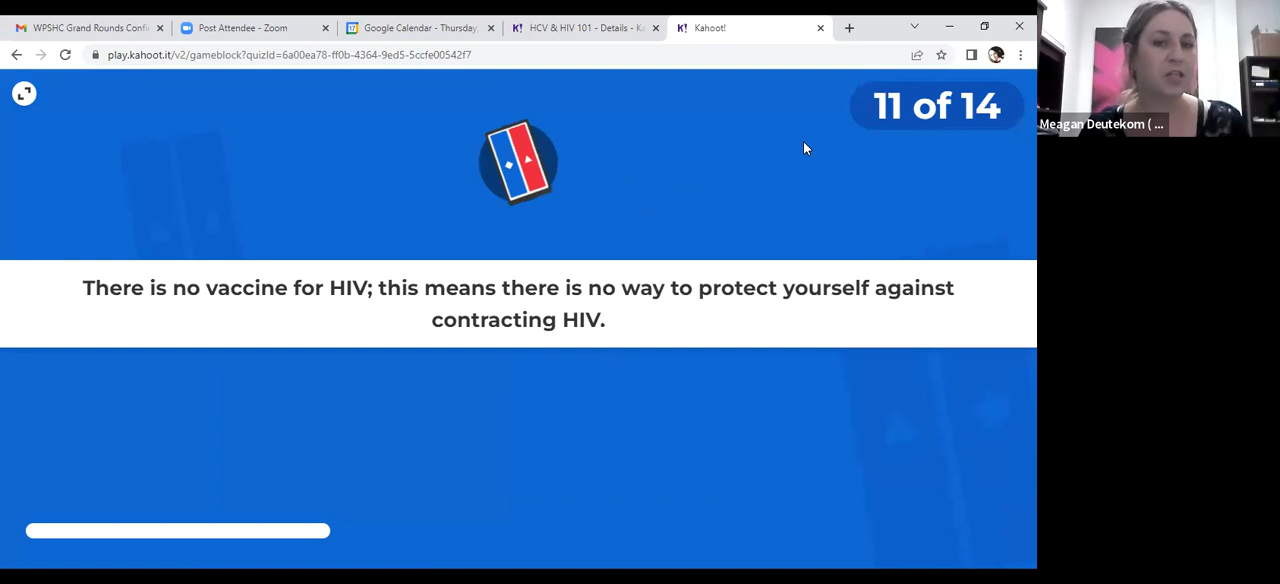 WPSHC Grand Rounds Confi
Post Attendee - Zoom
Google Calendar - Thursday,
K! HCV & HIV 101 - Details - Ka
K! Kahoot!
play.kahoot.it/v2/gameblock?quizId=6a00ea78-ff0b-4364-9ed5-5ccfe00542f7
11 of 14
Meagan Deutekom ( ...
There is no vaccine for HIV; this means there is no way to protect yourself against
contracting HIV.